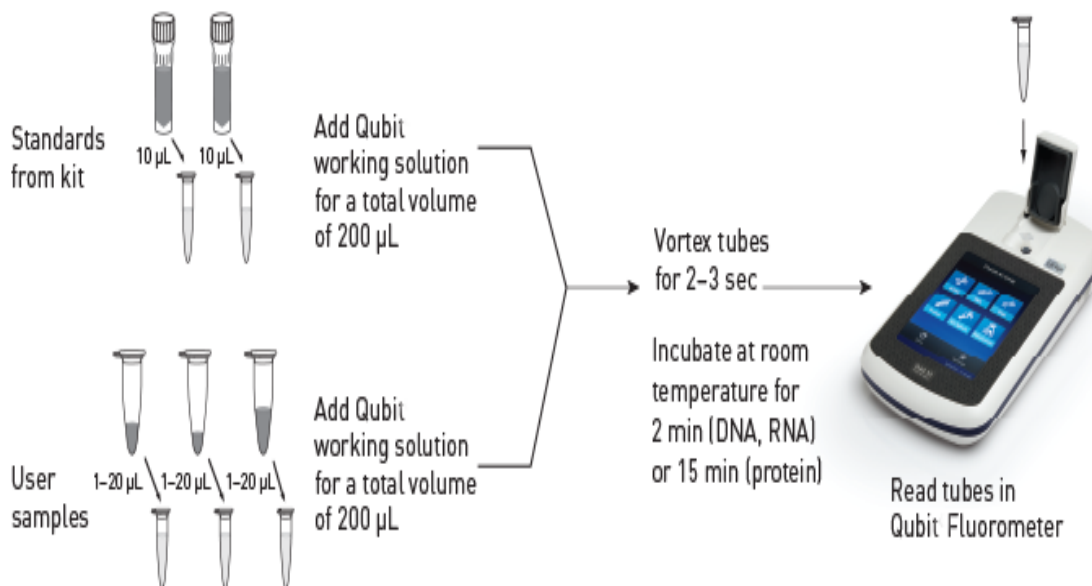 Standards
from kit
10 µL
10 µL
Add Qubit
working solution
for a total volume
of 200 µL
User
samples
1–20 µL
1–20 µL
1–20 µL
Add Qubit
working solution
for a total volume
of 200 µL
Vortex tubes
for 2–3 sec
Incubate at room
temperature for
2 min (DNA, RNA)
or 15 min (protein)
Read tubes in
Qubit Fluorometer